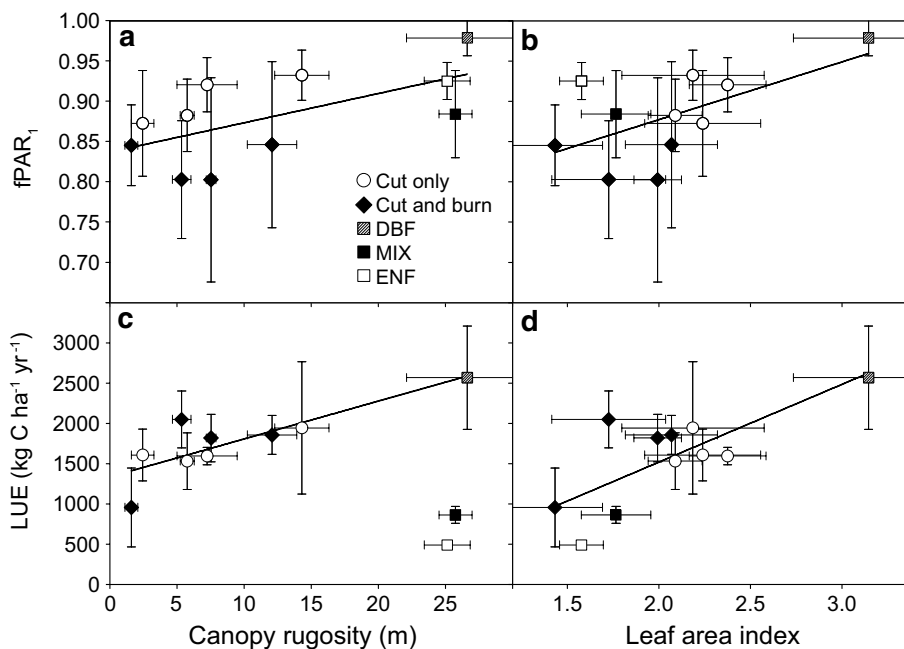 a
b
1.00
0.95
0.90
0.85
0.80
0.75
0.70
fPAR1
Cut only
Cut and burn
DBF
MIX
ENF
c
d
3000
2500
2000
1500
1000
500
0
LUE (kg C ha-1 yr-1)
0 5 10 15 20 25
Canopy rugosity (m)
1.5 2.0 2.5 3.0
Leaf area index